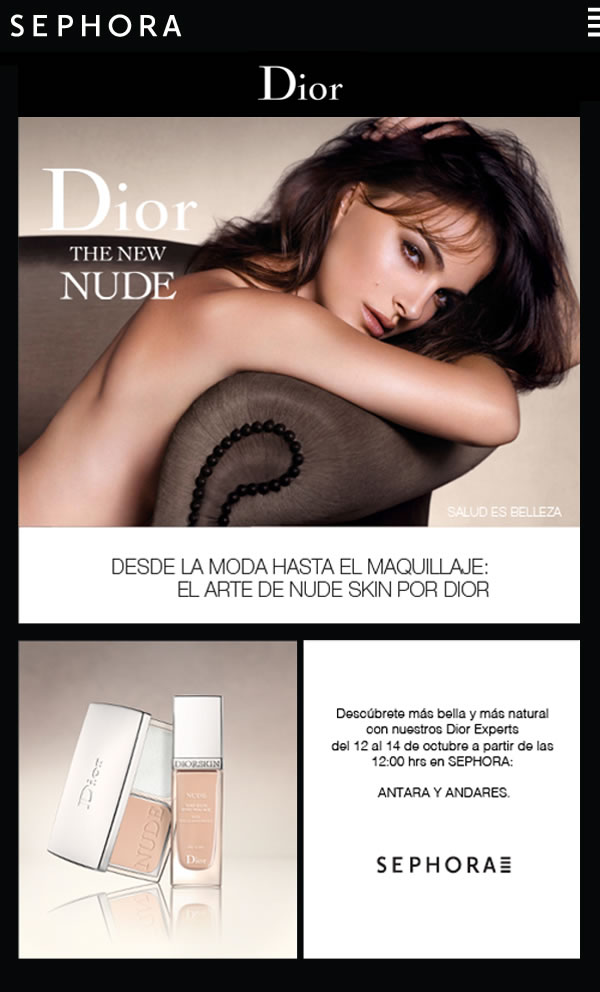 SEPHORA
Dior
Dior
THE NEW
NUDE
SALUD ES BELLEZA
DESDE LA MODA HASTA EL MAQUILLAJE:
EL ARTE DE NUDE SKIN POR DIOR
Dior
NUDE
DIORSKIN
NUDE
Dior
Descúbrete más bella y más natural
con nuestros Dior Experts
del 12 al 14 de octubre a partir de las
12:00 hrs en SEPHORA:
ANTARA Y ANDARES.
SEPHORA